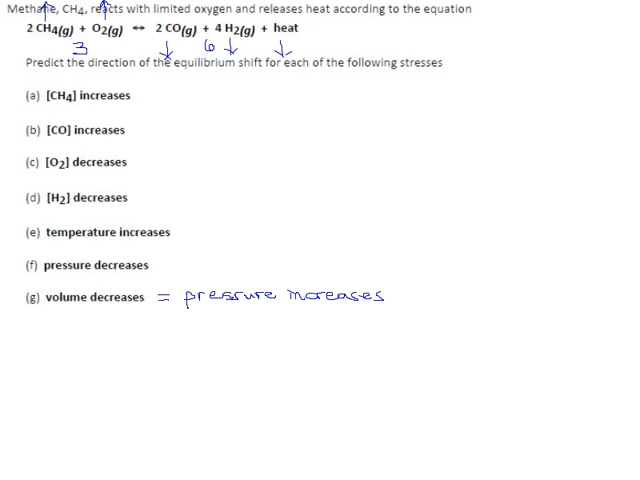 Methane, CH4, reacts with limited oxygen and releases heat according to the equation
2 CH4(g) + O2(g) ↔ 2 CO(g) + 4 H2(g) + heat
3 6
Predict the direction of the equilibrium shift for each of the following stresses
(a) [CH4] increases
(b) [CO] increases
(c) [O2] decreases
(d) [H2] decreases
(e) temperature increases
(f) pressure decreases
(g) volume decreases = pressure increases